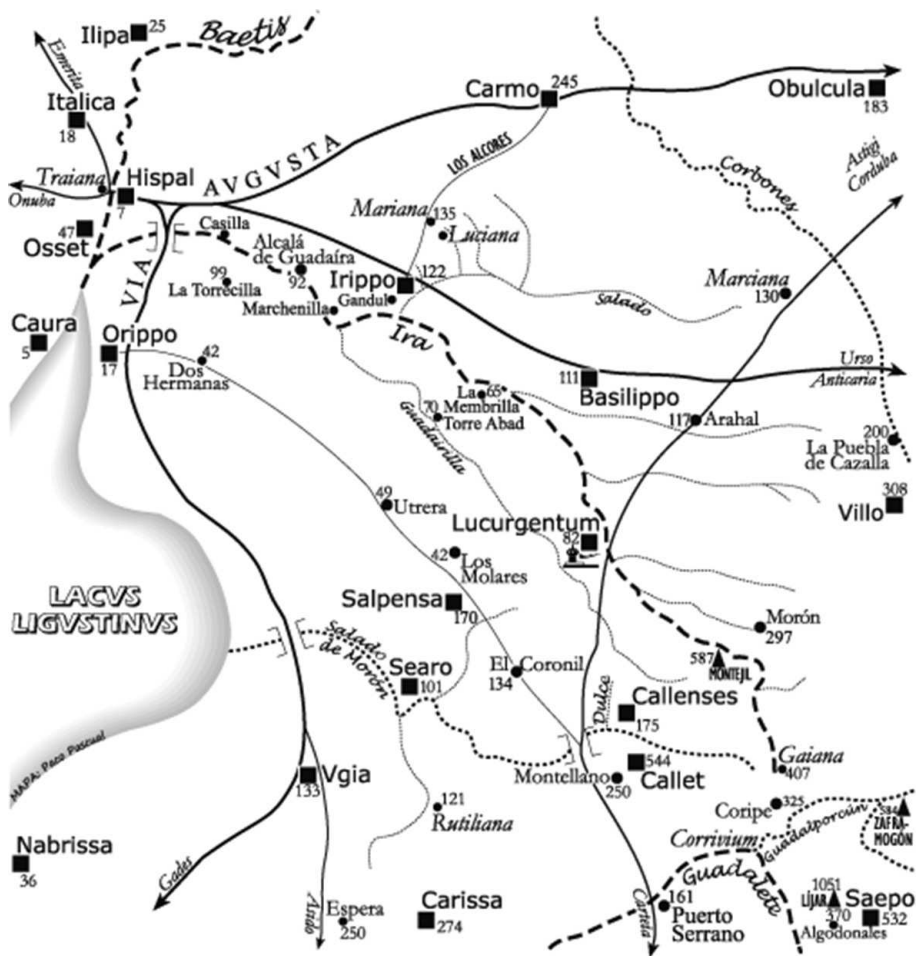 Ilipa 25
Baetis
Emerita
Italica
18
Carmo 245
Obulcula
183
LOS ALCORES
Corbones
Astigi
Corduba
Traiana
Onuba
Hispal
7
AVGVSTA
VIA
47
Osset
Casilla
Alcalá
de Guadaíra
92
99
La Torrecilla
Marchenilla
Mariana 135
Luciana
Irippo 122
Gandul
Ira
Salado
Marciana
130
Caura
5
Orippo
17
42
Dos
Hermanas
111
Basilippo
Urso
Anticaria
La 65
Membrilla
70 Torre Abad
Guadairilla
117 Arahal
200
La Puebla
de Cazalla
308
Villo
49
Utrera
Lucurgentum
82
42 Los
Molares
LACVS
LIGVSTINVS
Salpensa
170
Salado
de Morón
Searo
101
El Coronil
134
Morón
297
587
MONTEJIL
Dulce
Callenses
175
Gaiana
407
544
Callet
Montellano
250
MAPA: Paco Pascual
Vgia
133
121
Rutiliana
Coripe 325
Guadalporcún
584
ZAFRA-
MOGÓN
Corrivium
Guadalete
Nabrissa
36
Gades
Asido
Espera
250
Carissa
274
Carteia
161
Puerto
Serrano
1051
LÍJAR
370
Algodonales
Saepo
532